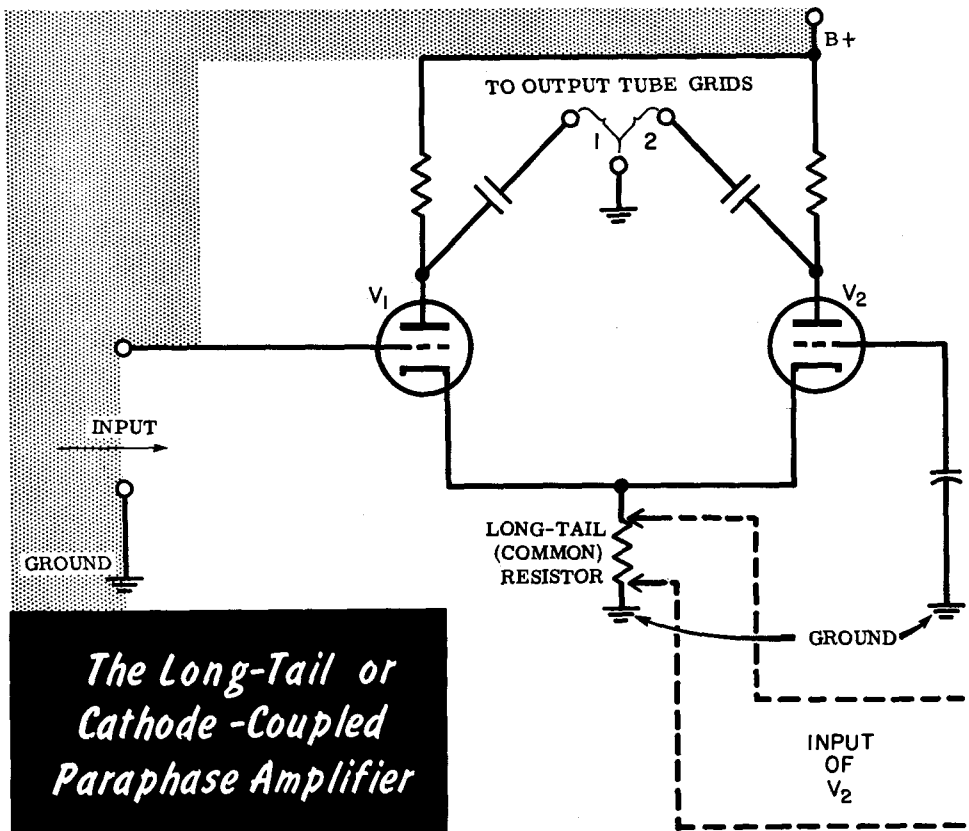 B+
TO OUTPUT TUBE GRIDS
1 2
V1
V2
INPUT
LONG-TAIL
(COMMON)
RESISTOR
GROUND
GROUND
The Long-Tail or
Cathode-Coupled
Paraphase Amplifier
INPUT
OF
V2